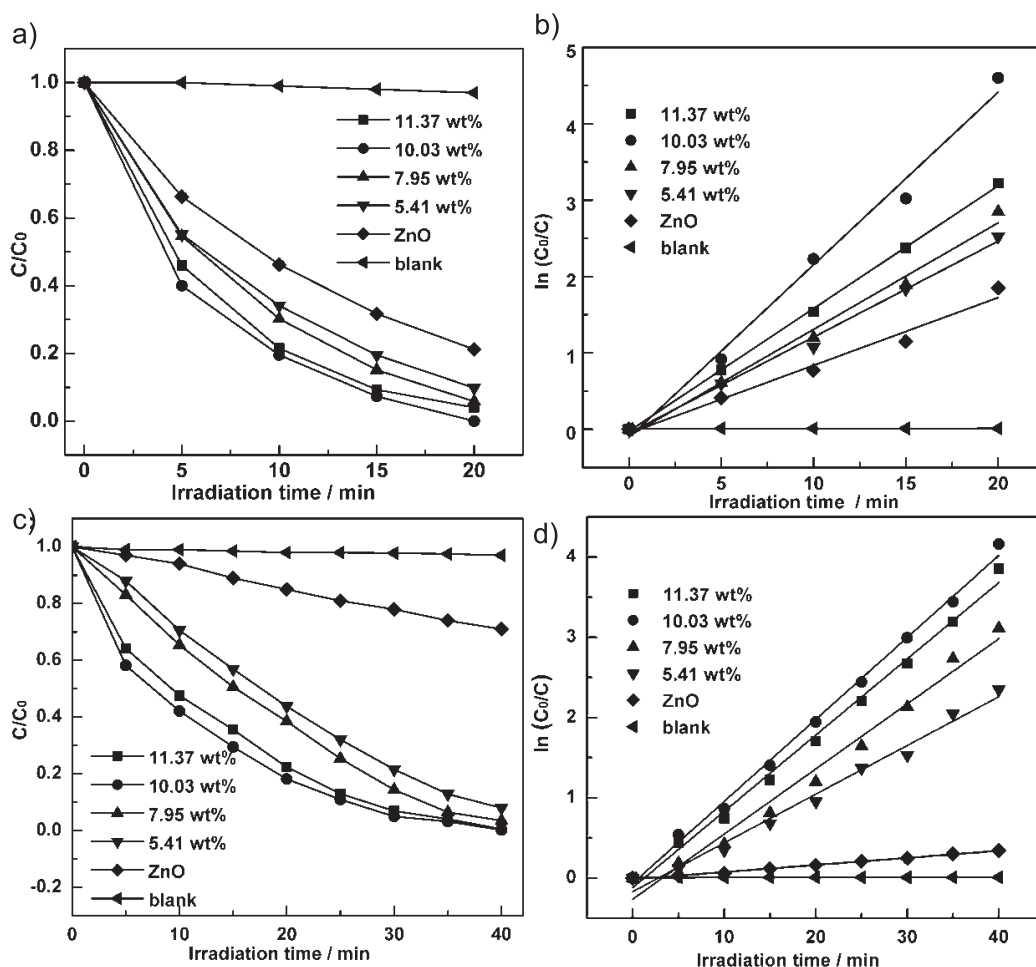 a)
C/C0
1.0
0.8
0.6
0.4
0.2
0.0
11.37 wt%
10.03 wt%
7.95 wt%
5.41 wt%
ZnO
blank
0 5 10 15 20
Irradiation time / min
b)
ln (C0/C)
5
4
3
2
1
0
11.37 wt%
10.03 wt%
7.95 wt%
5.41 wt%
ZnO
blank
0 5 10 15 20
Irradiation time / min
c)
C/C0
1.0
0.8
0.6
0.4
0.2
0.0
-0.2
11.37 wt%
10.03 wt%
7.95 wt%
5.41 wt%
ZnO
blank
0 10 20 30 40
Irradiation time / min
d)
ln (C0/C)
4
3
2
1
0
11.37 wt%
10.03 wt%
7.95 wt%
5.41 wt%
ZnO
blank
0 10 20 30 40
Irradiation time / min